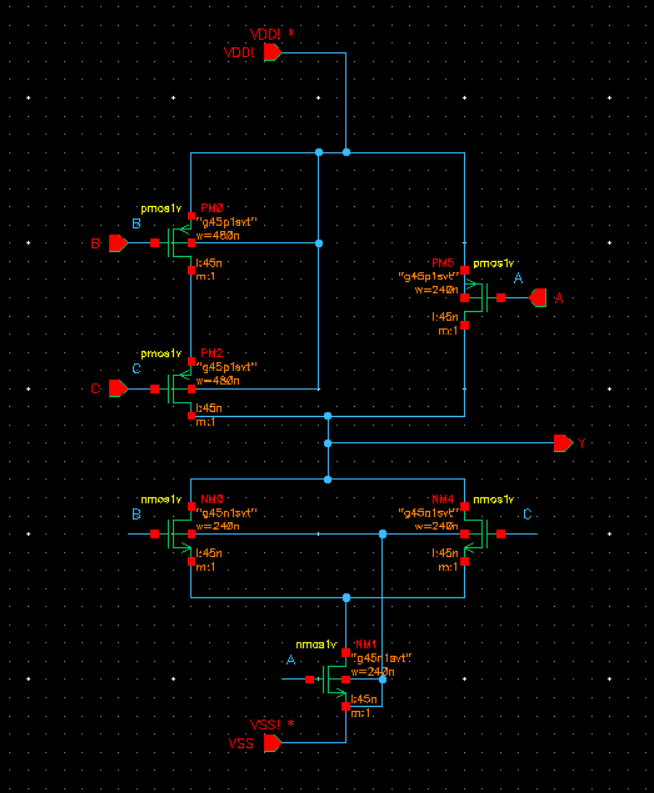 VDD! *
VDD!
pmos1v
PM0
B
"g45p1svt"
B
w=480n
l:45n
m:1
PM5
pmos1v
"g45p1svt"
A
w=240n
A
l:45n
m:1
pmos1v
PM2
C
"g45p1svt"
C
w=480n
l:45n
m:1
Y
nmos1v
NM0
NM4
nmos1v
B
"g45n1svt"
"g45n1svt"
C
w=240n
w=240n
l:45n
l:45n
m:1
m:1
nmos1v
NM1
A
"g45n1svt"
w=240n
l:45n
m:1
VSS! *
VSS